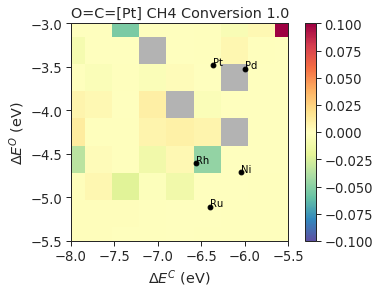 O=C=[Pt] CH4 Conversion 1.0
−3.0
−3.5
−4.0
−4.5
−5.0
−5.5
ΔE^O (eV)
Pt
Pd
Rh
Ni
Ru
−8.0 −7.5 −7.0 −6.5 −6.0 −5.5
ΔE^C (eV)
0.100
0.075
0.050
0.025
0.000
−0.025
−0.050
−0.075
−0.100